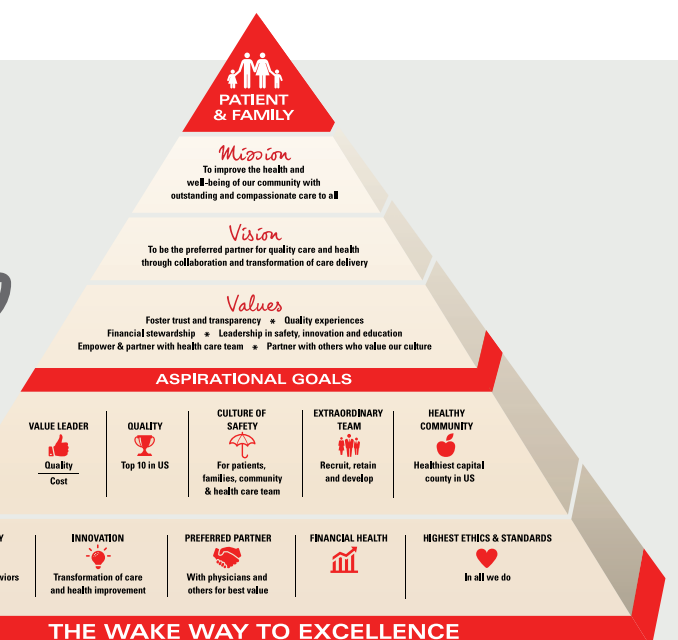 PATIENT
& FAMILY
Mission
To improve the health and
well-being of our community with
outstanding and compassionate care to all
Vision
To be the preferred partner for quality care and health
through collaboration and transformation of care delivery
Values
Foster trust and transparency * Quality experiences
Financial stewardship * Leadership in safety, innovation and education
Empower & partner with health care team * Partner with others who value our culture
ASPIRATIONAL GOALS
VALUE LEADER
Quality
Cost
QUALITY
Top 10 in US
CULTURE OF
SAFETY
For patients,
families, community
& health care team
EXTRAORDINARY
TEAM
Recruit, retain
and develop
HEALTHY
COMMUNITY
Healthiest capital
county in US
INNOVATION
Transformation of care
and health improvement
PREFERRED PARTNER
With physicians and
others for best value
FINANCIAL HEALTH
HIGHEST ETHICS & STANDARDS
In all we do
THE WAKE WAY TO EXCELLENCE